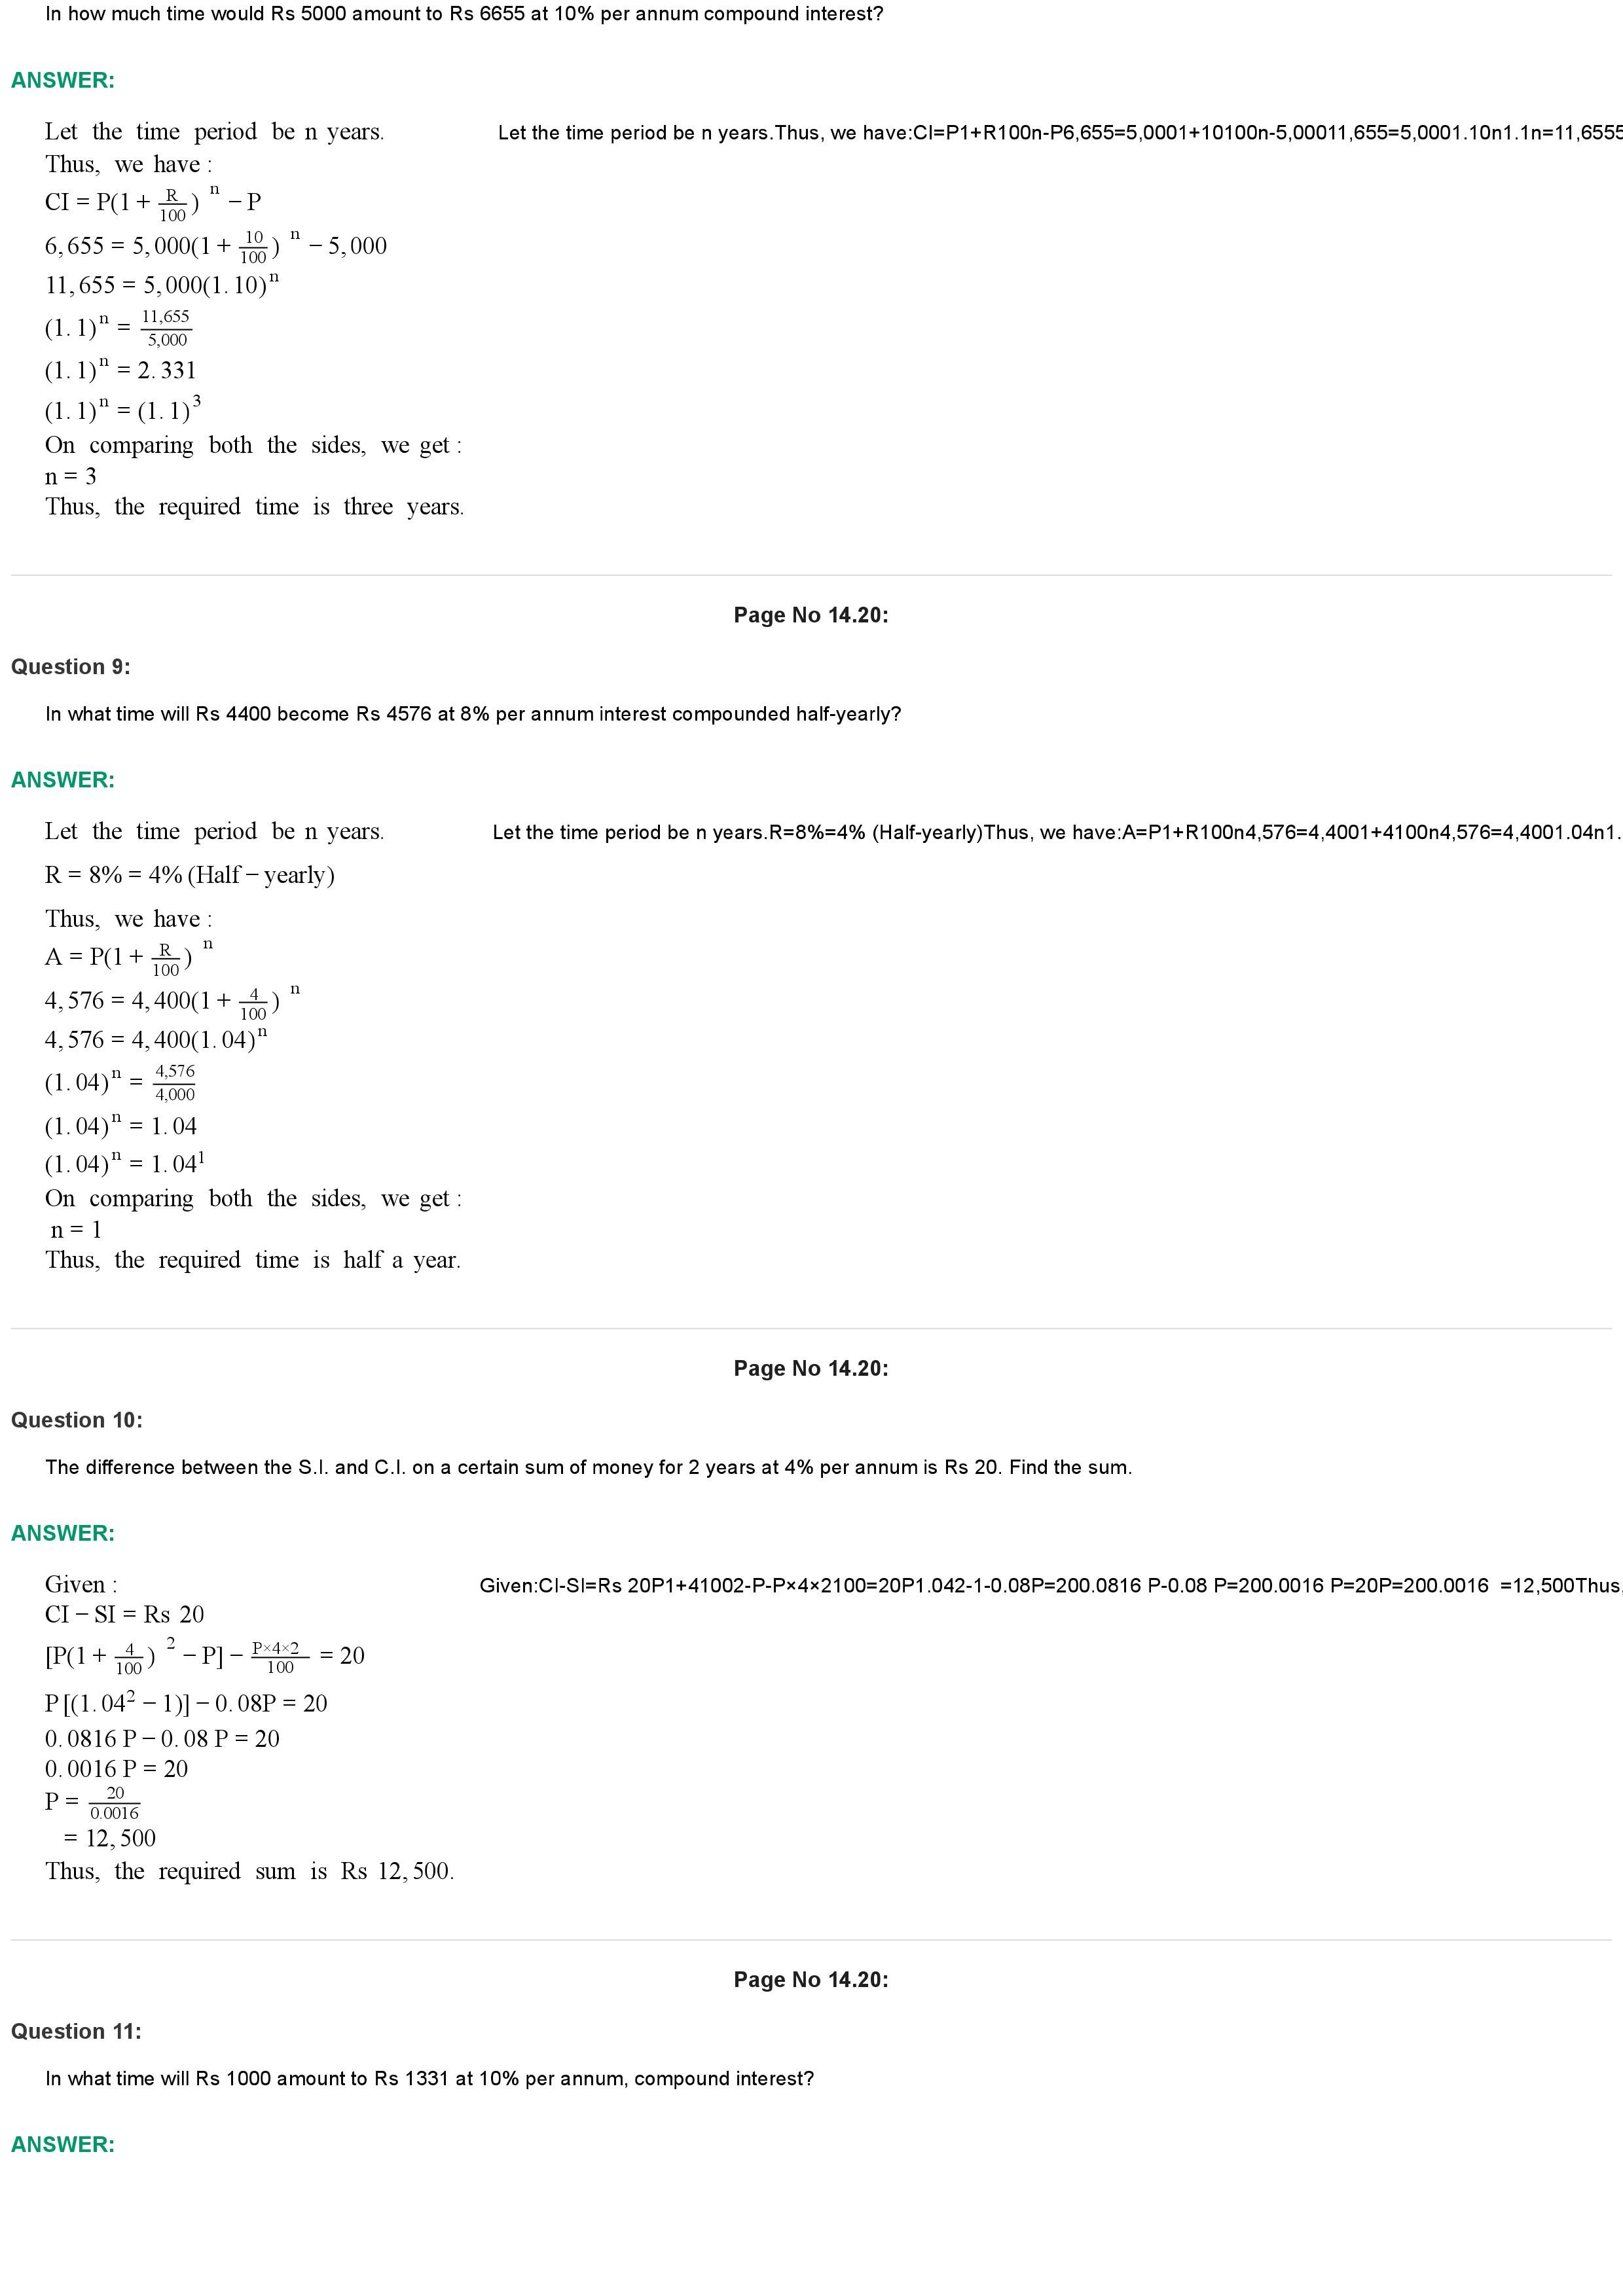 In how much time would Rs 5000 amount to Rs 6655 at 10% per annum compound interest?
ANSWER:
Let the time period be n years. Let the time period be n years.Thus, we have:CI=P1+R100n-P6,655=5,0001+10100n-5,00011,655=5,0001.10n1.1n=11,6555
Thus, we have :
CI = P(1 + R/100)^n − P
6,655 = 5,000(1 + 10/100)^n − 5,000
11,655 = 5,000(1.10)^n
(1.1)^n = 11,655/5,000
(1.1)^n = 2.331
(1.1)^n = (1.1)^3
On comparing both the sides, we get :
n = 3
Thus, the required time is three years.
Page No 14.20:
Question 9:
In what time will Rs 4400 become Rs 4576 at 8% per annum interest compounded half-yearly?
ANSWER:
Let the time period be n years. Let the time period be n years.R=8%=4% (Half-yearly)Thus, we have:A=P1+R100n4,576=4,4001+4100n4,576=4,4001.04n1.
R = 8% = 4% (Half − yearly)
Thus, we have :
A = P(1 + R/100)^n
4,576 = 4,400(1 + 4/100)^n
4,576 = 4,400(1.04)^n
(1.04)^n = 4,576/4,000
(1.04)^n = 1.04
(1.04)^n = 1.04^1
On comparing both the sides, we get :
n = 1
Thus, the required time is half a year.
Page No 14.20:
Question 10:
The difference between the S.I. and C.I. on a certain sum of money for 2 years at 4% per annum is Rs 20. Find the sum.
ANSWER:
Given : Given:CI-SI=Rs 20P1+41002-P-P×4×2100=20P1.042-1-0.08P=200.0816 P-0.08 P=200.0016 P=20P=200.0016 =12,500Thus,
CI − SI = Rs 20
[P(1 + 4/100)^2 − P] − P×4×2/100 = 20
P[(1.04^2 − 1)] − 0.08P = 20
0.0816 P − 0.08 P = 20
0.0016 P = 20
P = 20/0.0016
= 12,500
Thus, the required sum is Rs 12,500.
Page No 14.20:
Question 11:
In what time will Rs 1000 amount to Rs 1331 at 10% per annum, compound interest?
ANSWER: